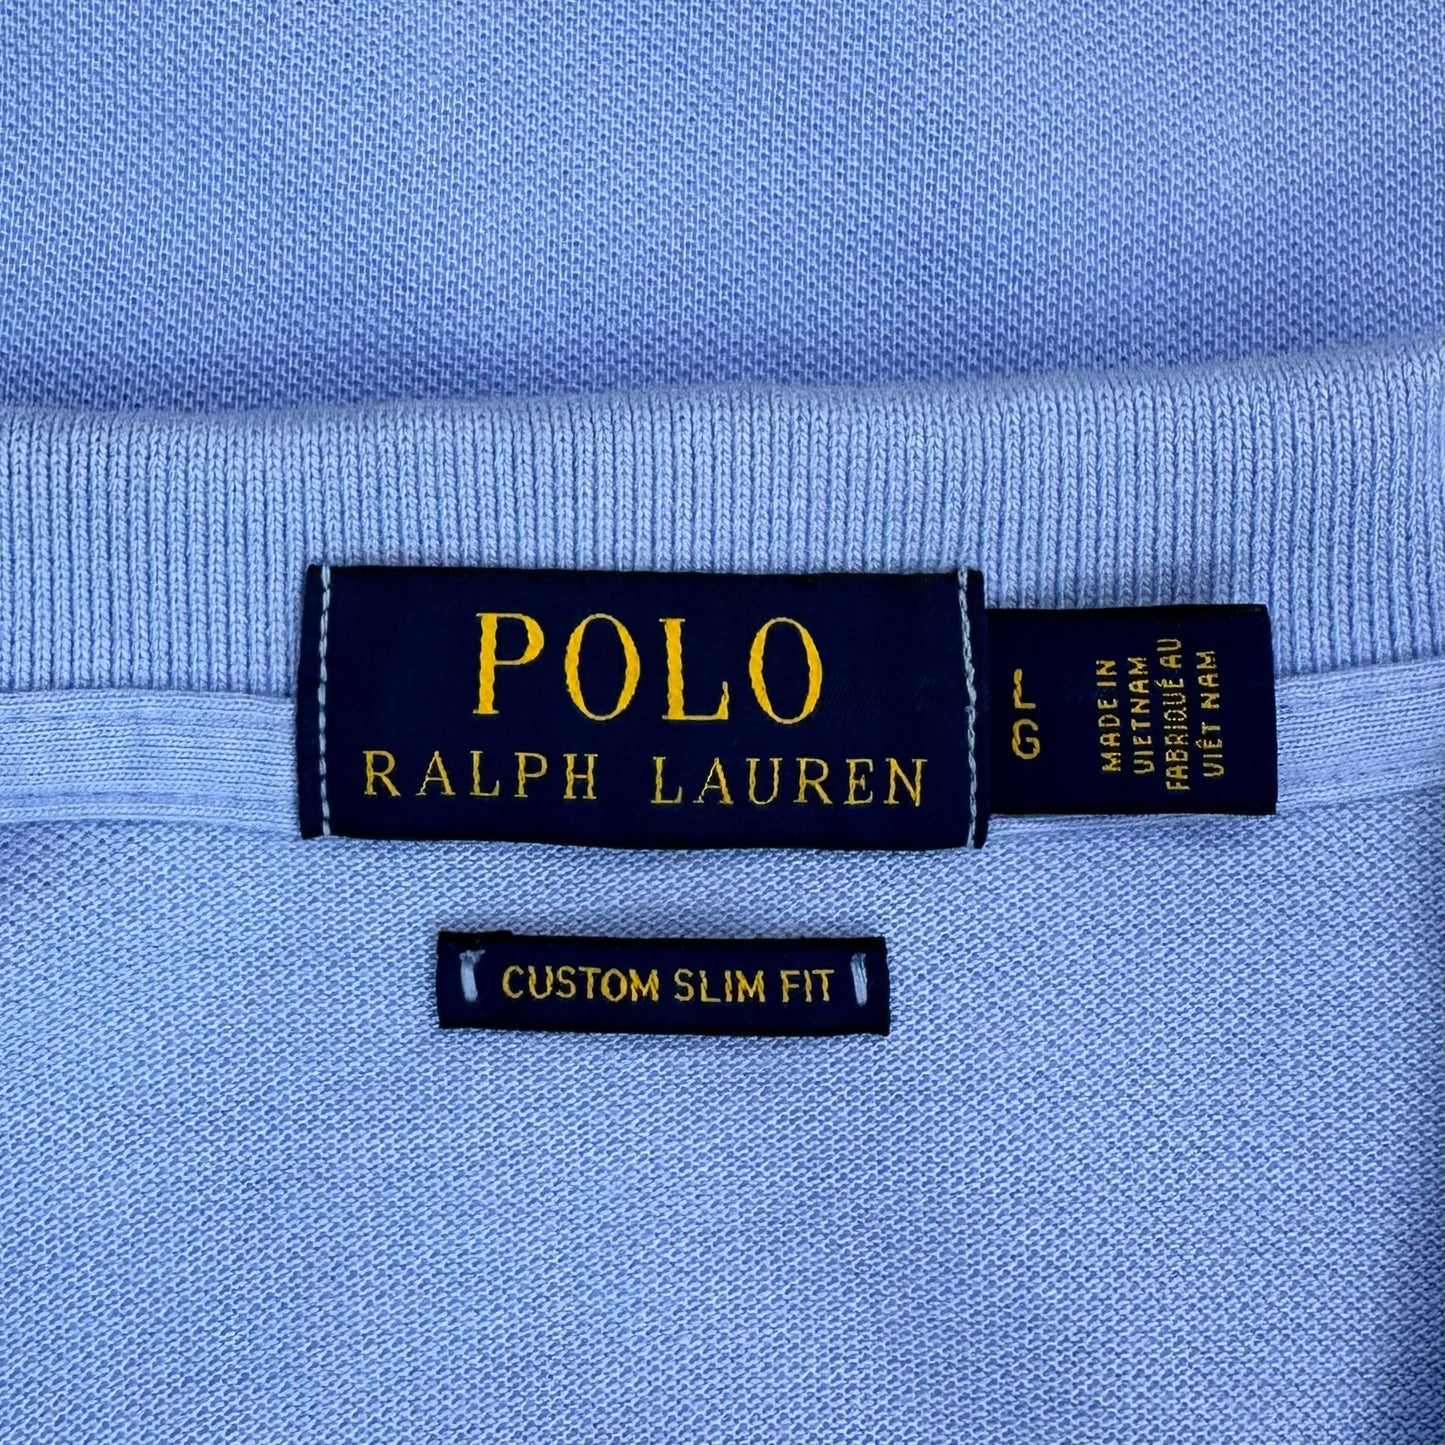 POLO
RALPH LAUREN
L
G
MADE IN
VIETNAM
FABRIQUÉ AU
VIÊT NAM
CUSTOM SLIM FIT